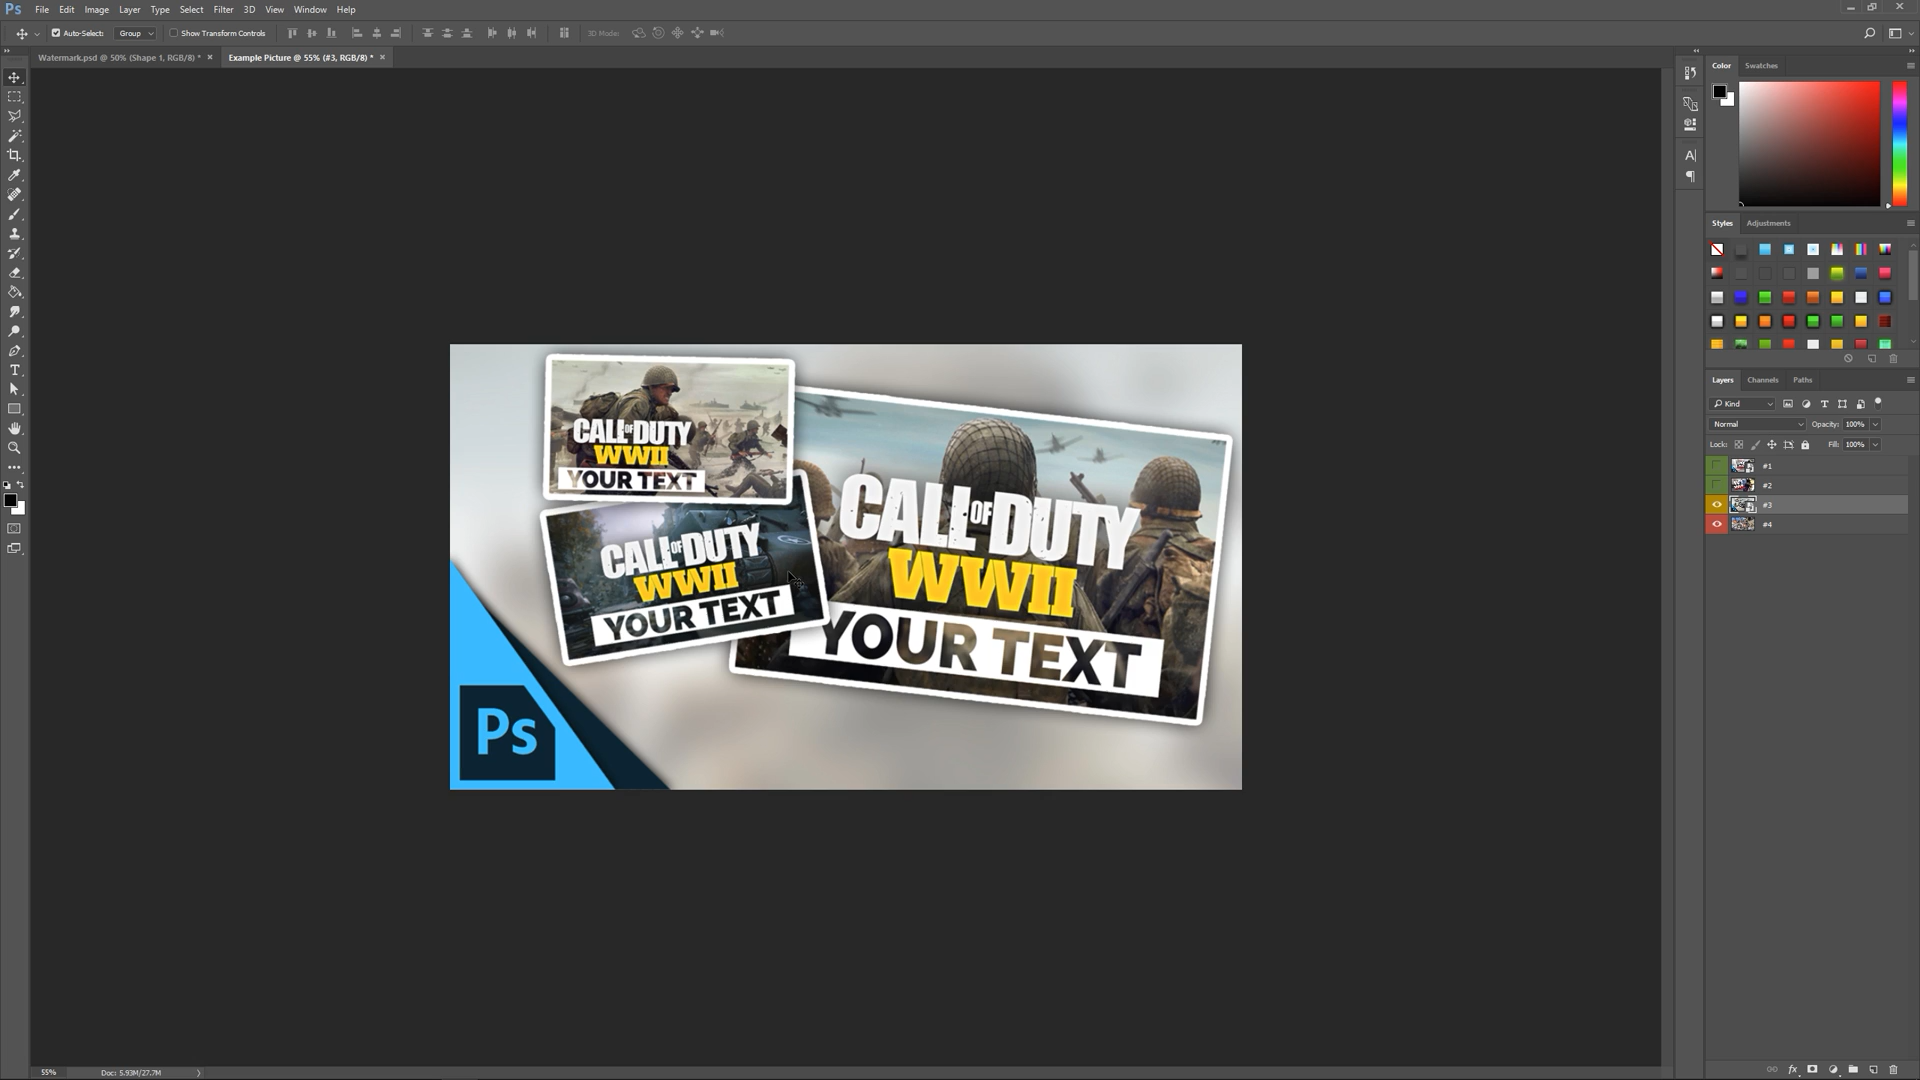 Ps File Edit Image Layer Type Select Filter 3D View Window Help
Auto-Select: Group Show Transform Controls 3D Mode:
Watermark.psd @ 50% (Shape 1, RGB/8) * × Example Picture @ 55% (#3, RGB/8) * ×
Color Swatches
Styles Adjustments
Layers Channels Paths
Kind
Normal Opacity: 100%
Lock: Fill: 100%
#1
#2
#3
#4
CALL OF DUTY
WWII
YOUR TEXT
CALL OF DUTY
WWII
YOUR TEXT
CALL OF DUTY
WWII
YOUR TEXT
Ps
55% Doc: 5.93M/27.7M